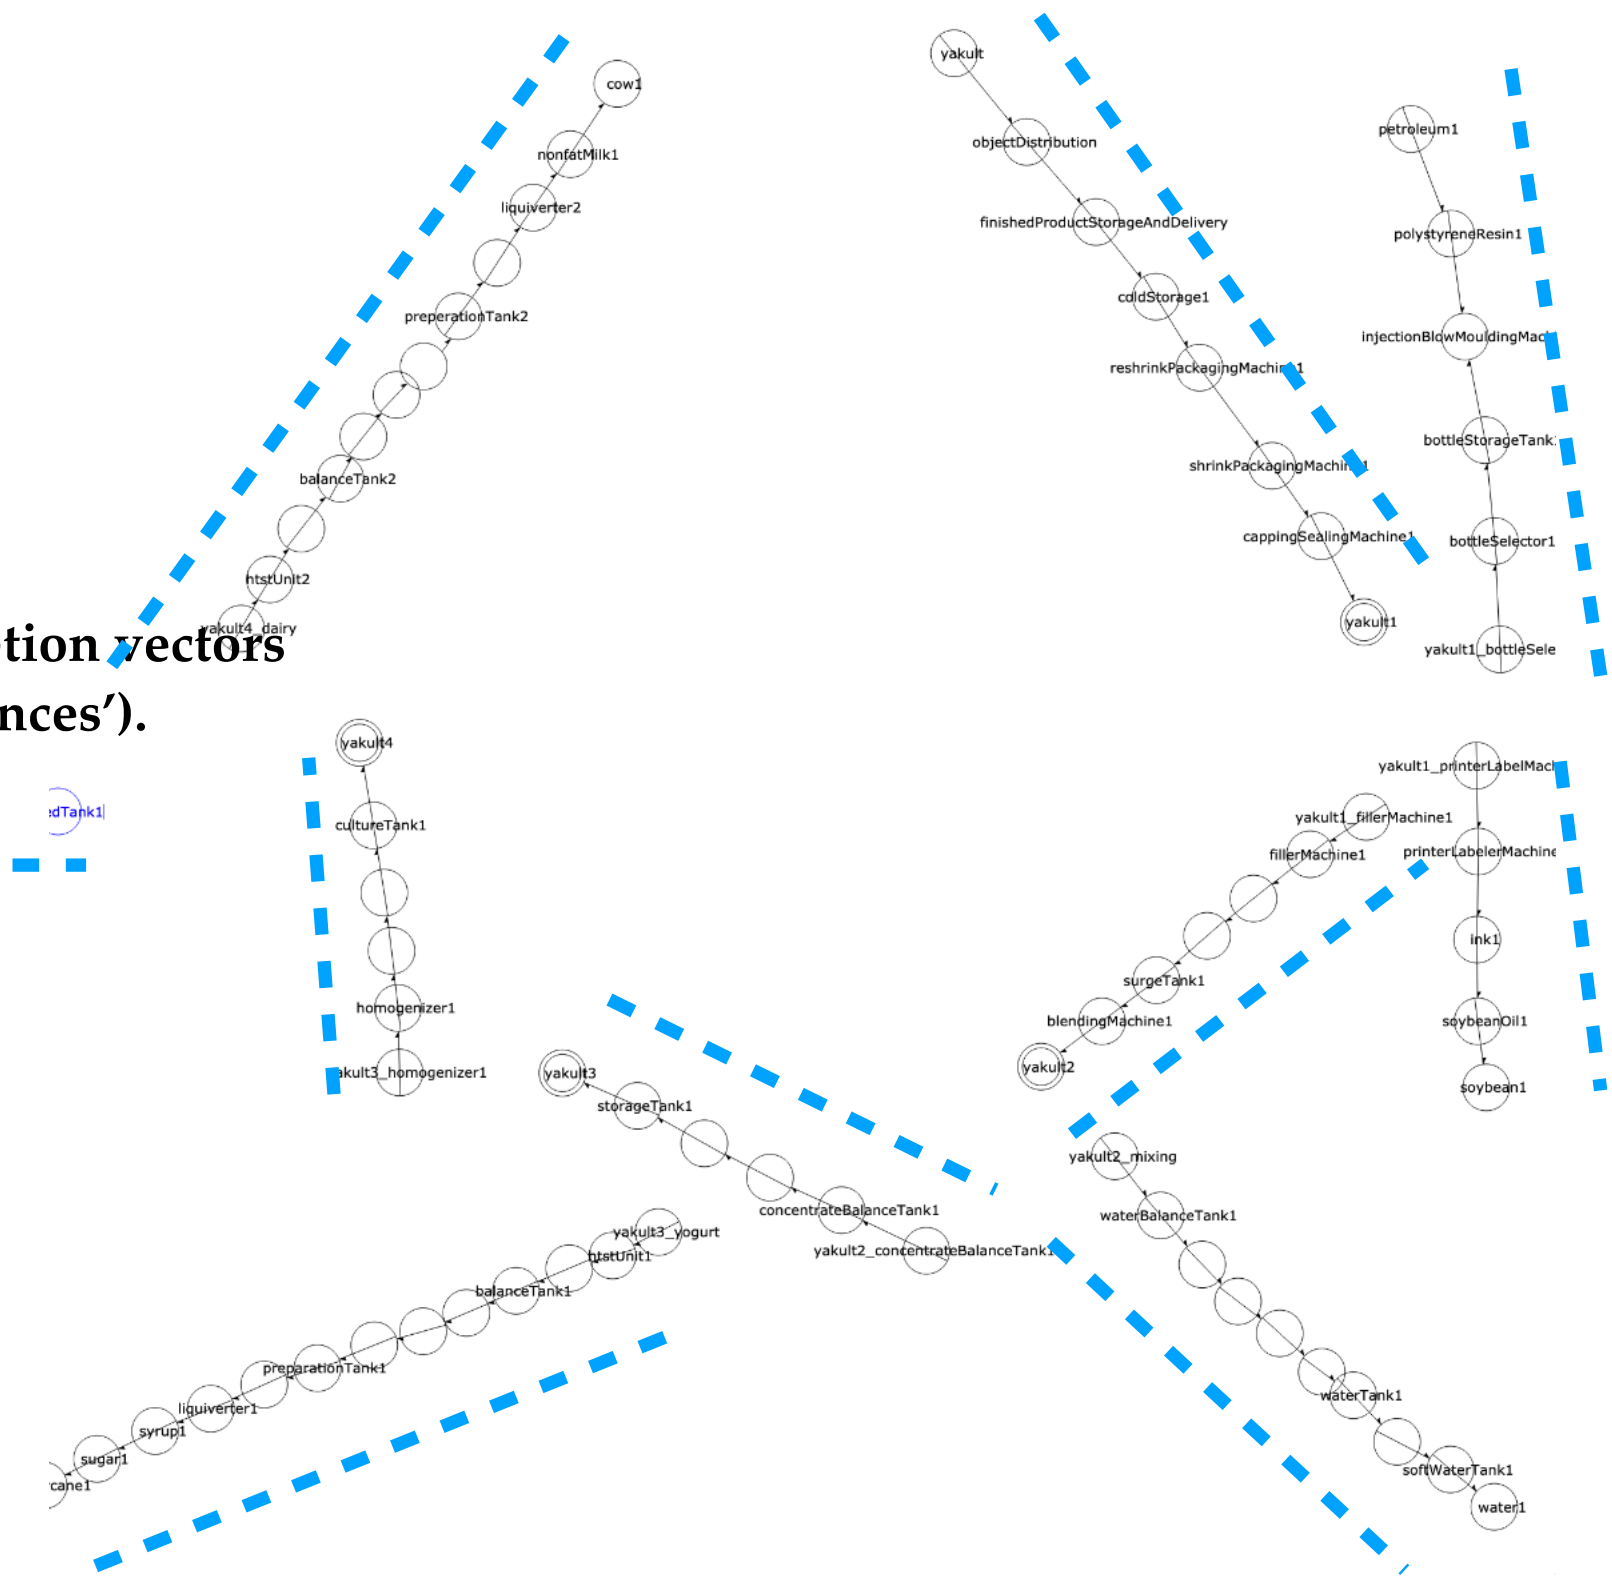 cow1
nonfatMilk1
liquiverter2
preperationTank2
balanceTank2
htstUnit2
yakult4_dairy
yakult
objectDistribution
finishedProductStorageAndDelivery
coldStorage1
reshrinkPackagingMachine1
shrinkPackagingMachine1
cappingSealingMachine1
yakult1
petroleum1
polystyreneResin1
injectionBlowMouldingMac
bottleStorageTank
bottleSelector1
yakult1_bottleSele
tion vectors
nces’).
edTank1
yakult4
cultureTank1
homogenizer1
akult3_homogenizer1
yakult1_printerLabelMac
yakult1_fillerMachine1
fillerMachine1
printerLabelerMachine
surgeTank1
ink1
blendingMachine1
soybeanOil1
yakult2
soybean1
yakult3
storageTank1
concentrateBalanceTank1
yakult2_concentrateBalanceTank1
yakult2_mixing
waterBalanceTank1
waterTank1
softWaterTank1
water1
yakult3_yogurt
htstUnit1
balanceTank1
preparationTank1
liquiverter1
syrup1
sugar1
cane1